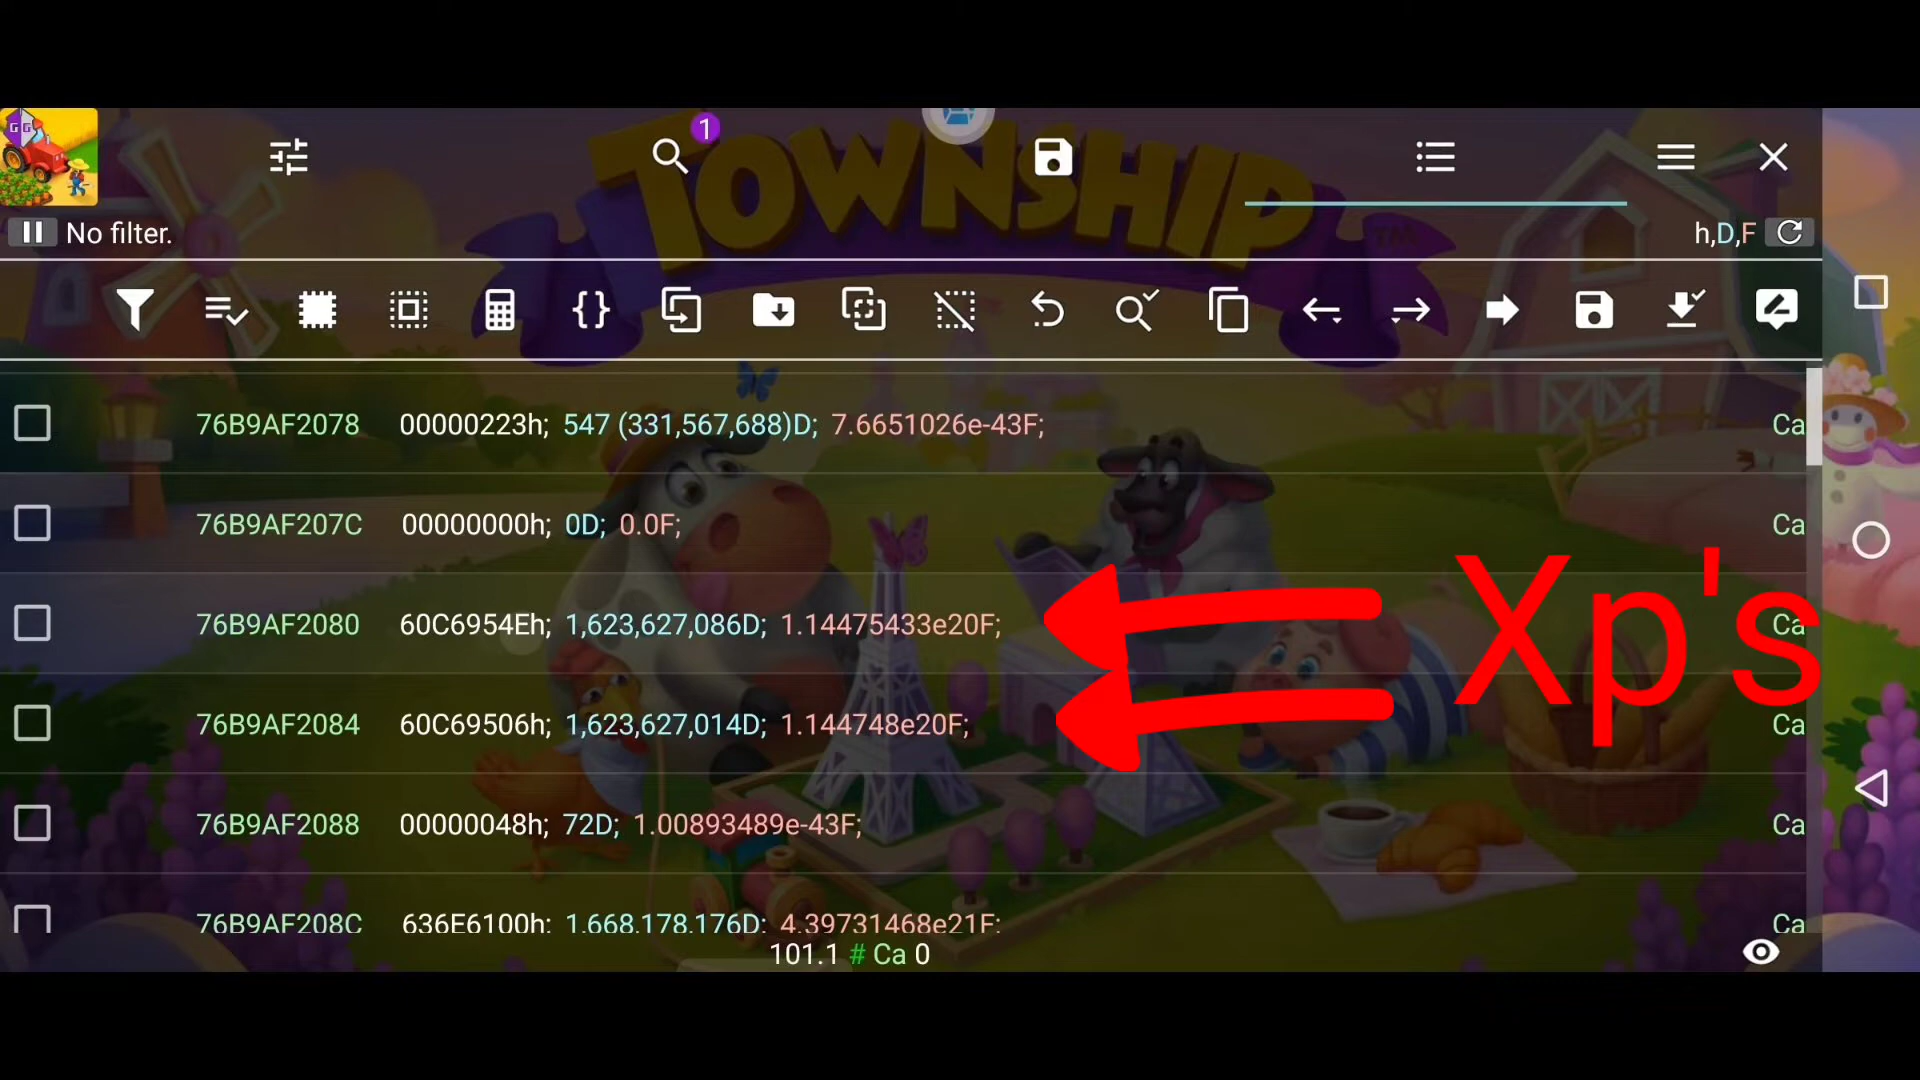 TOWNSHIP
1
No filter.
h,D,F
76B9AF2078 00000223h; 547 (331,567,688)D; 7.6651026e-43F; Ca
76B9AF207C 00000000h; 0D; 0.0F; Ca
76B9AF2080 60C6954Eh; 1,623,627,086D; 1.14475433e20F; Ca
Xp's
76B9AF2084 60C69506h; 1,623,627,014D; 1.144748e20F; Ca
76B9AF2088 00000048h; 72D; 1.00893489e-43F; Ca
76B9AF208C 636E6100h; 1,668,178,176D; 4.39731468e21F; Ca
101.1 # Ca 0